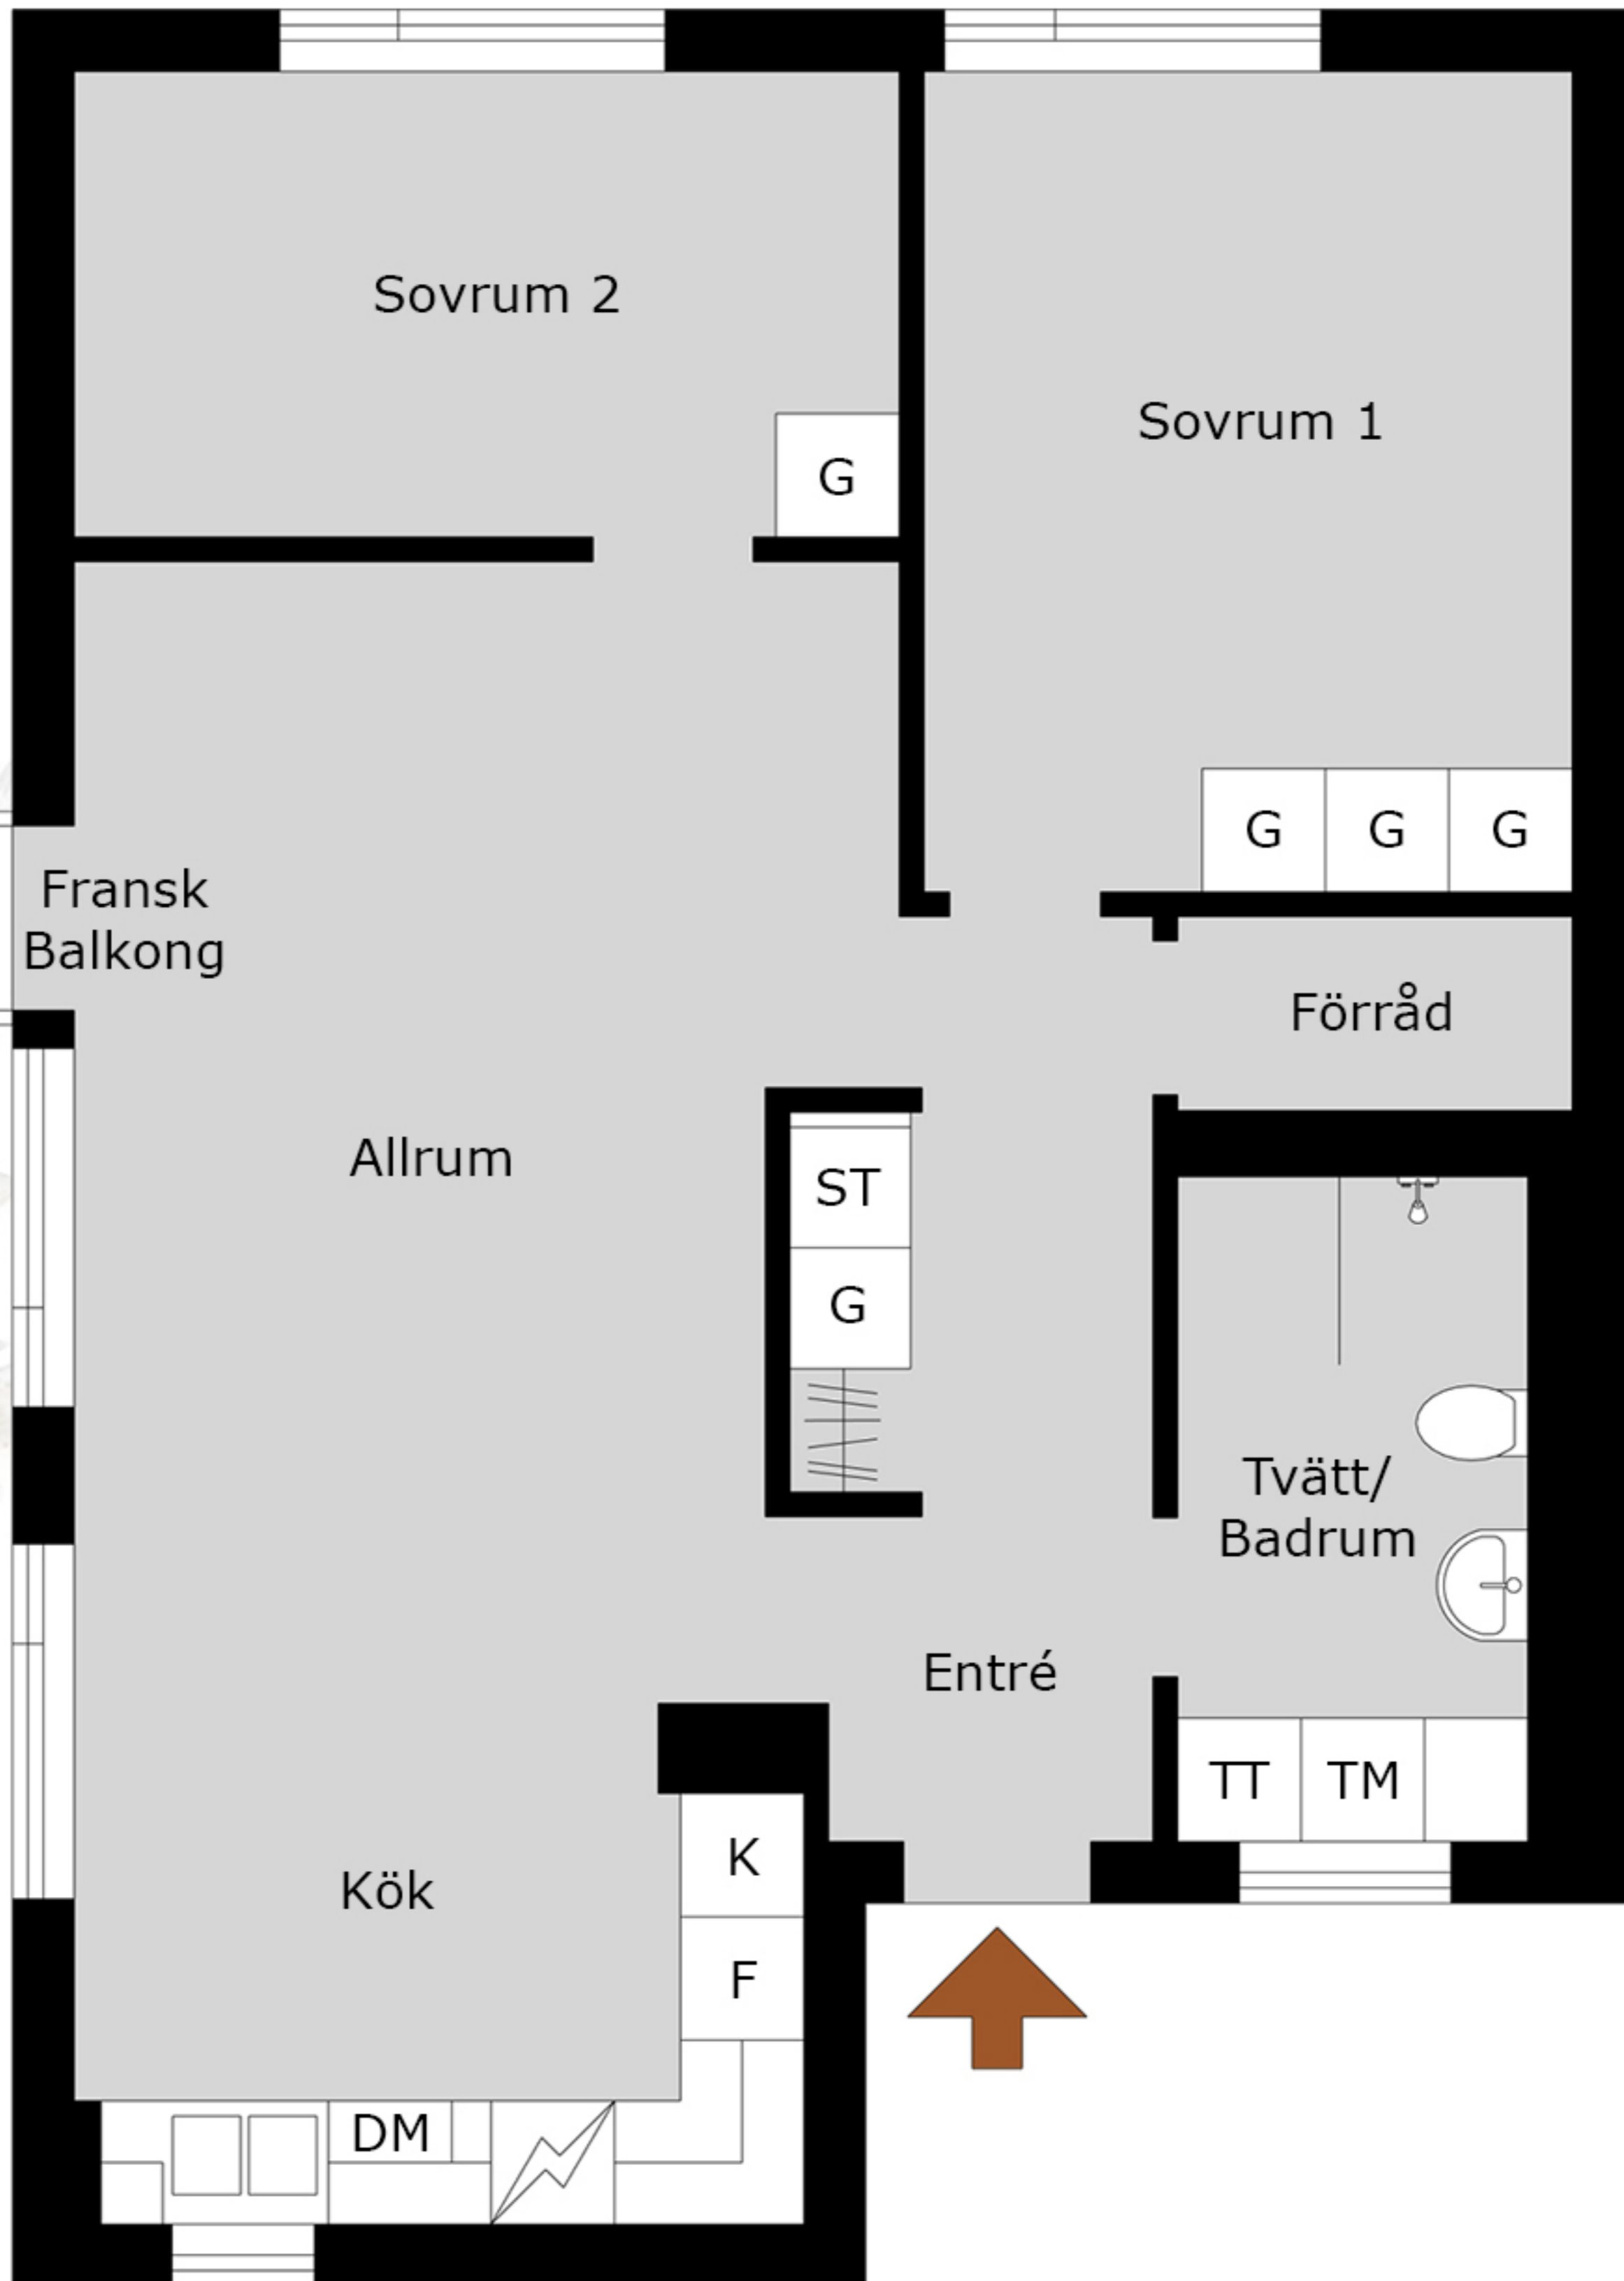 Sovrum 2
Sovrum 1
G
G G G
Fransk
Balkong
Förråd
Allrum
ST
G
Tvätt/
Badrum
Entré
TT TM
K
Kök
F
DM